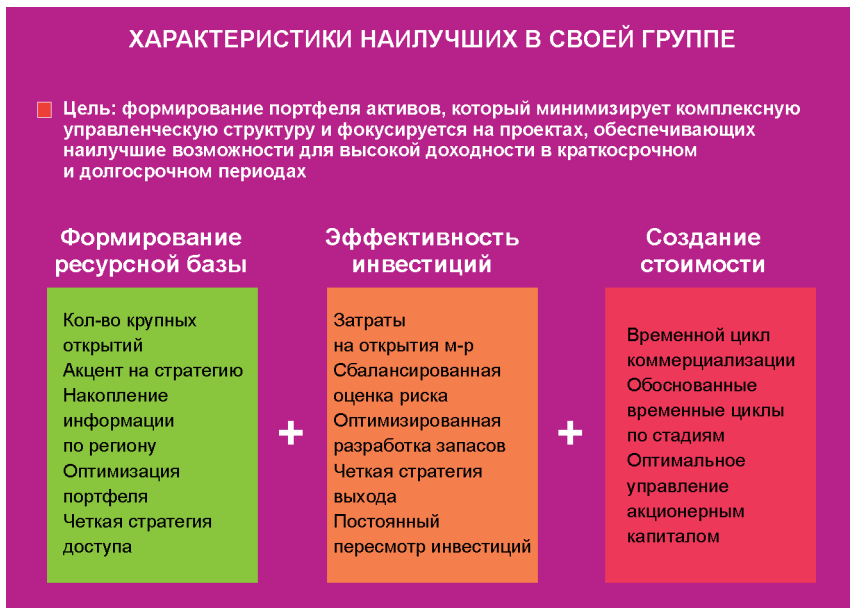 ХАРАКТЕРИСТИКИ НАИЛУЧШИХ В СВОЕЙ ГРУППЕ
Цель: формирование портфеля активов, который минимизирует комплексную
управленческую структуру и фокусируется на проектах, обеспечивающих
наилучшие возможности для высокой доходности в краткосрочном
и долгосрочном периодах
Формирование
ресурсной базы
Кол-во крупных
открытий
Акцент на стратегию
Накопление
информации
по региону
Оптимизация
портфеля
Четкая стратегия
доступа
+
Эффективность
инвестиций
Затраты
на открытия м-р
Сбалансированная
оценка риска
Оптимизированная
разработка запасов
Четкая стратегия
выхода
Постоянный
пересмотр инвестиций
+
Создание
стоимости
Временной цикл
коммерциализации
Обоснованные
временные циклы
по стадиям
Оптимальное
управление
акционерным
капиталом